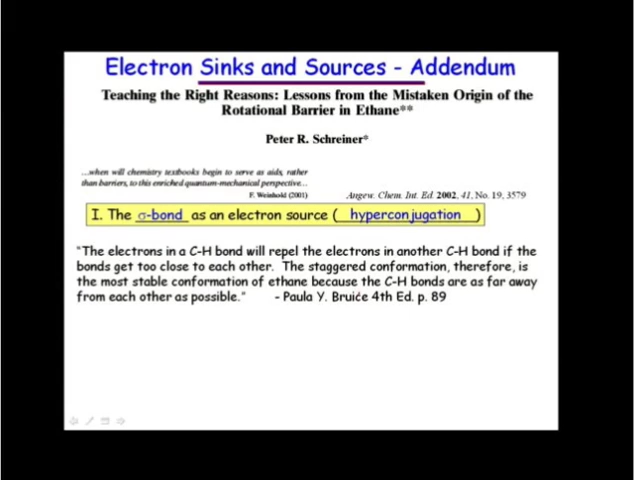 Electron Sinks and Sources - Addendum
Teaching the Right Reasons: Lessons from the Mistaken Origin of the
Rotational Barrier in Ethane**
Peter R. Schreiner*
...when will chemistry textbooks begin to serve as aids, rather
than barriers, to this enriched quantum-mechanical perspective...
F. Weinhold (2001)
Angew. Chem. Int. Ed. 2002, 41, No. 19, 3579
I. The σ-bond as an electron source (hyperconjugation)
"The electrons in a C-H bond will repel the electrons in another C-H bond if the
bonds get too close to each other. The staggered conformation, therefore, is
the most stable conformation of ethane because the C-H bonds are as far away
from each other as possible." - Paula Y. Bruice 4th Ed. p. 89